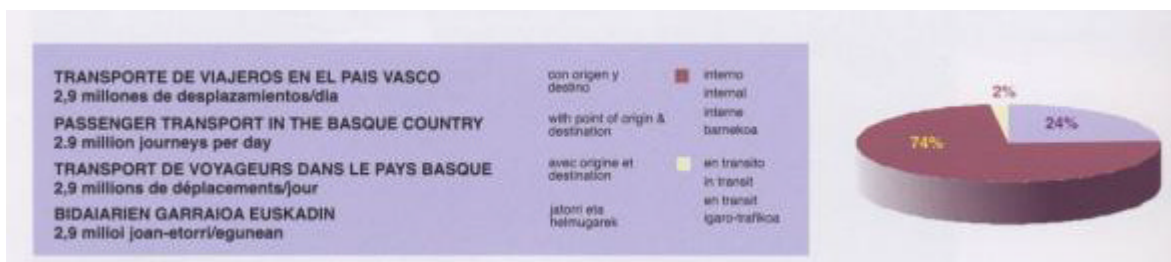 TRANSPORTE DE VIAJEROS EN EL PAIS VASCO
2,9 millones de desplazamientos/dia
PASSENGER TRANSPORT IN THE BASQUE COUNTRY
2.9 million journeys per day
TRANSPORT DE VOYAGEURS DANS LE PAYS BASQUE
2,9 millions de déplacements/jour
BIDAIARIEN GARRAIOA EUSKADIN
2,9 milioi joan-etorri/egunean
con origen y
destino
with point of origin &
destination
avec origine et
destination
jatorri eta
helmugarek
interno
internal
interne
barnekoa
en transito
in transit
en transit
igaro-trafikoa
2%
24%
74%